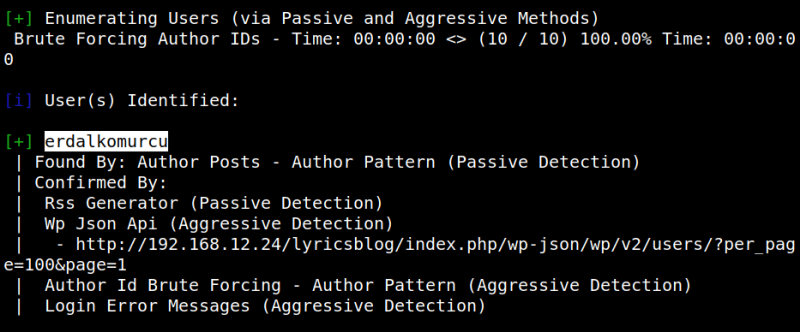 [+] Enumerating Users (via Passive and Aggressive Methods)
 Brute Forcing Author IDs - Time: 00:00:00 <> (10 / 10) 100.00% Time: 00:00:0
0
[i] User(s) Identified:
[+] erdalkomurcu
 | Found By: Author Posts - Author Pattern (Passive Detection)
 | Confirmed By:
 |  Rss Generator (Passive Detection)
 |  Wp Json Api (Aggressive Detection)
 |   - http://192.168.12.24/lyricsblog/index.php/wp-json/wp/v2/users/?per_pag
e=100&page=1
 |  Author Id Brute Forcing - Author Pattern (Aggressive Detection)
 |  Login Error Messages (Aggressive Detection)